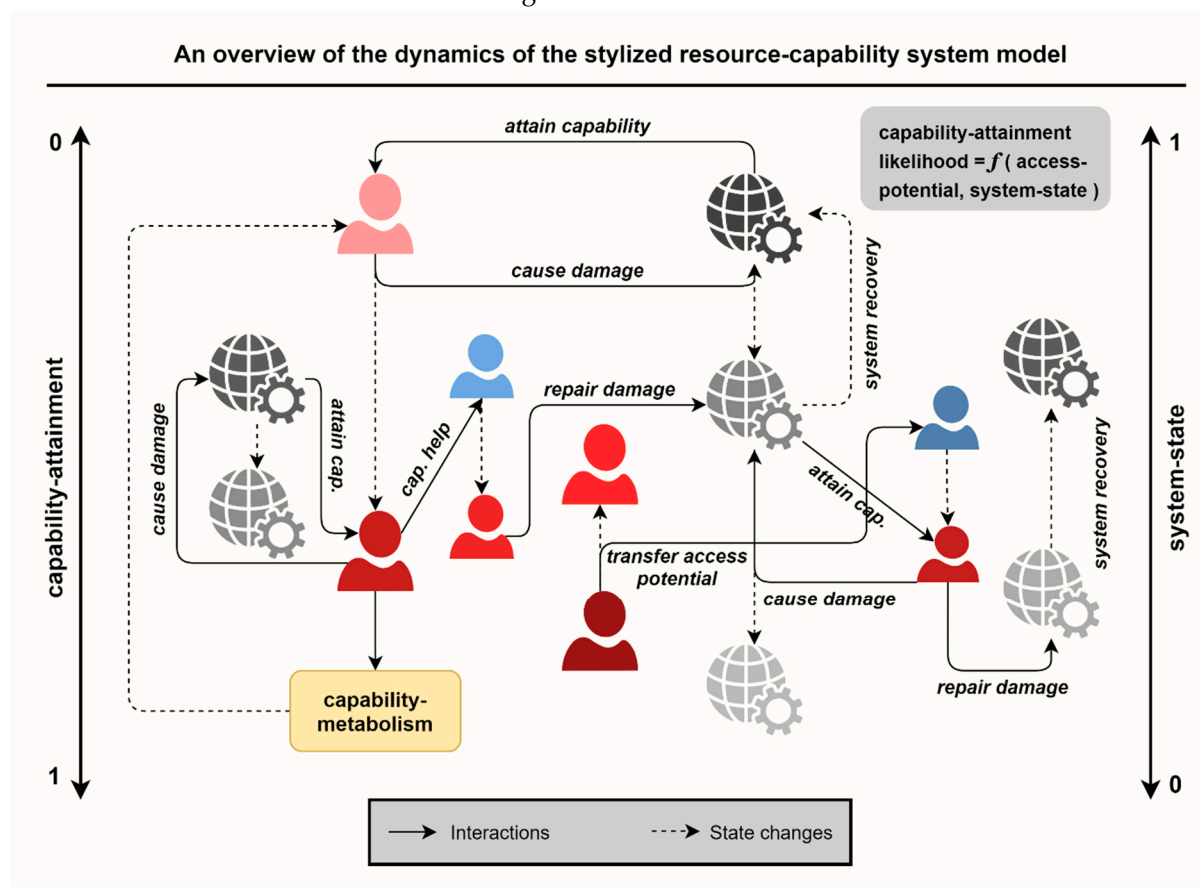 An overview of the dynamics of the stylized resource-capability system model
0
1
attain capability
capability-attainment
likelihood = f ( access-
potential, system-state )
cause damage
system recovery
capability-attainment
cause damage
attain
cap.
cap. help
repair damage
attain cap.
system recovery
system-state
transfer access
potential
cause damage
repair damage
capability-
metabolism
1
0
Interactions
State changes